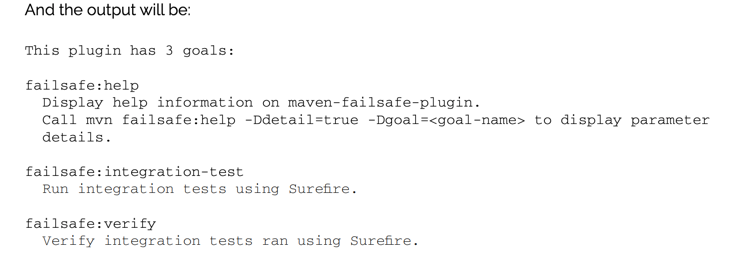 And the output will be:
This plugin has 3 goals:
failsafe:help
Display help information on maven-failsafe-plugin.
Call mvn failsafe:help -Ddetail=true -Dgoal=<goal-name> to display parameter
details.
failsafe:integration-test
Run integration tests using Surefire.
failsafe:verify
Verify integration tests ran using Surefire.